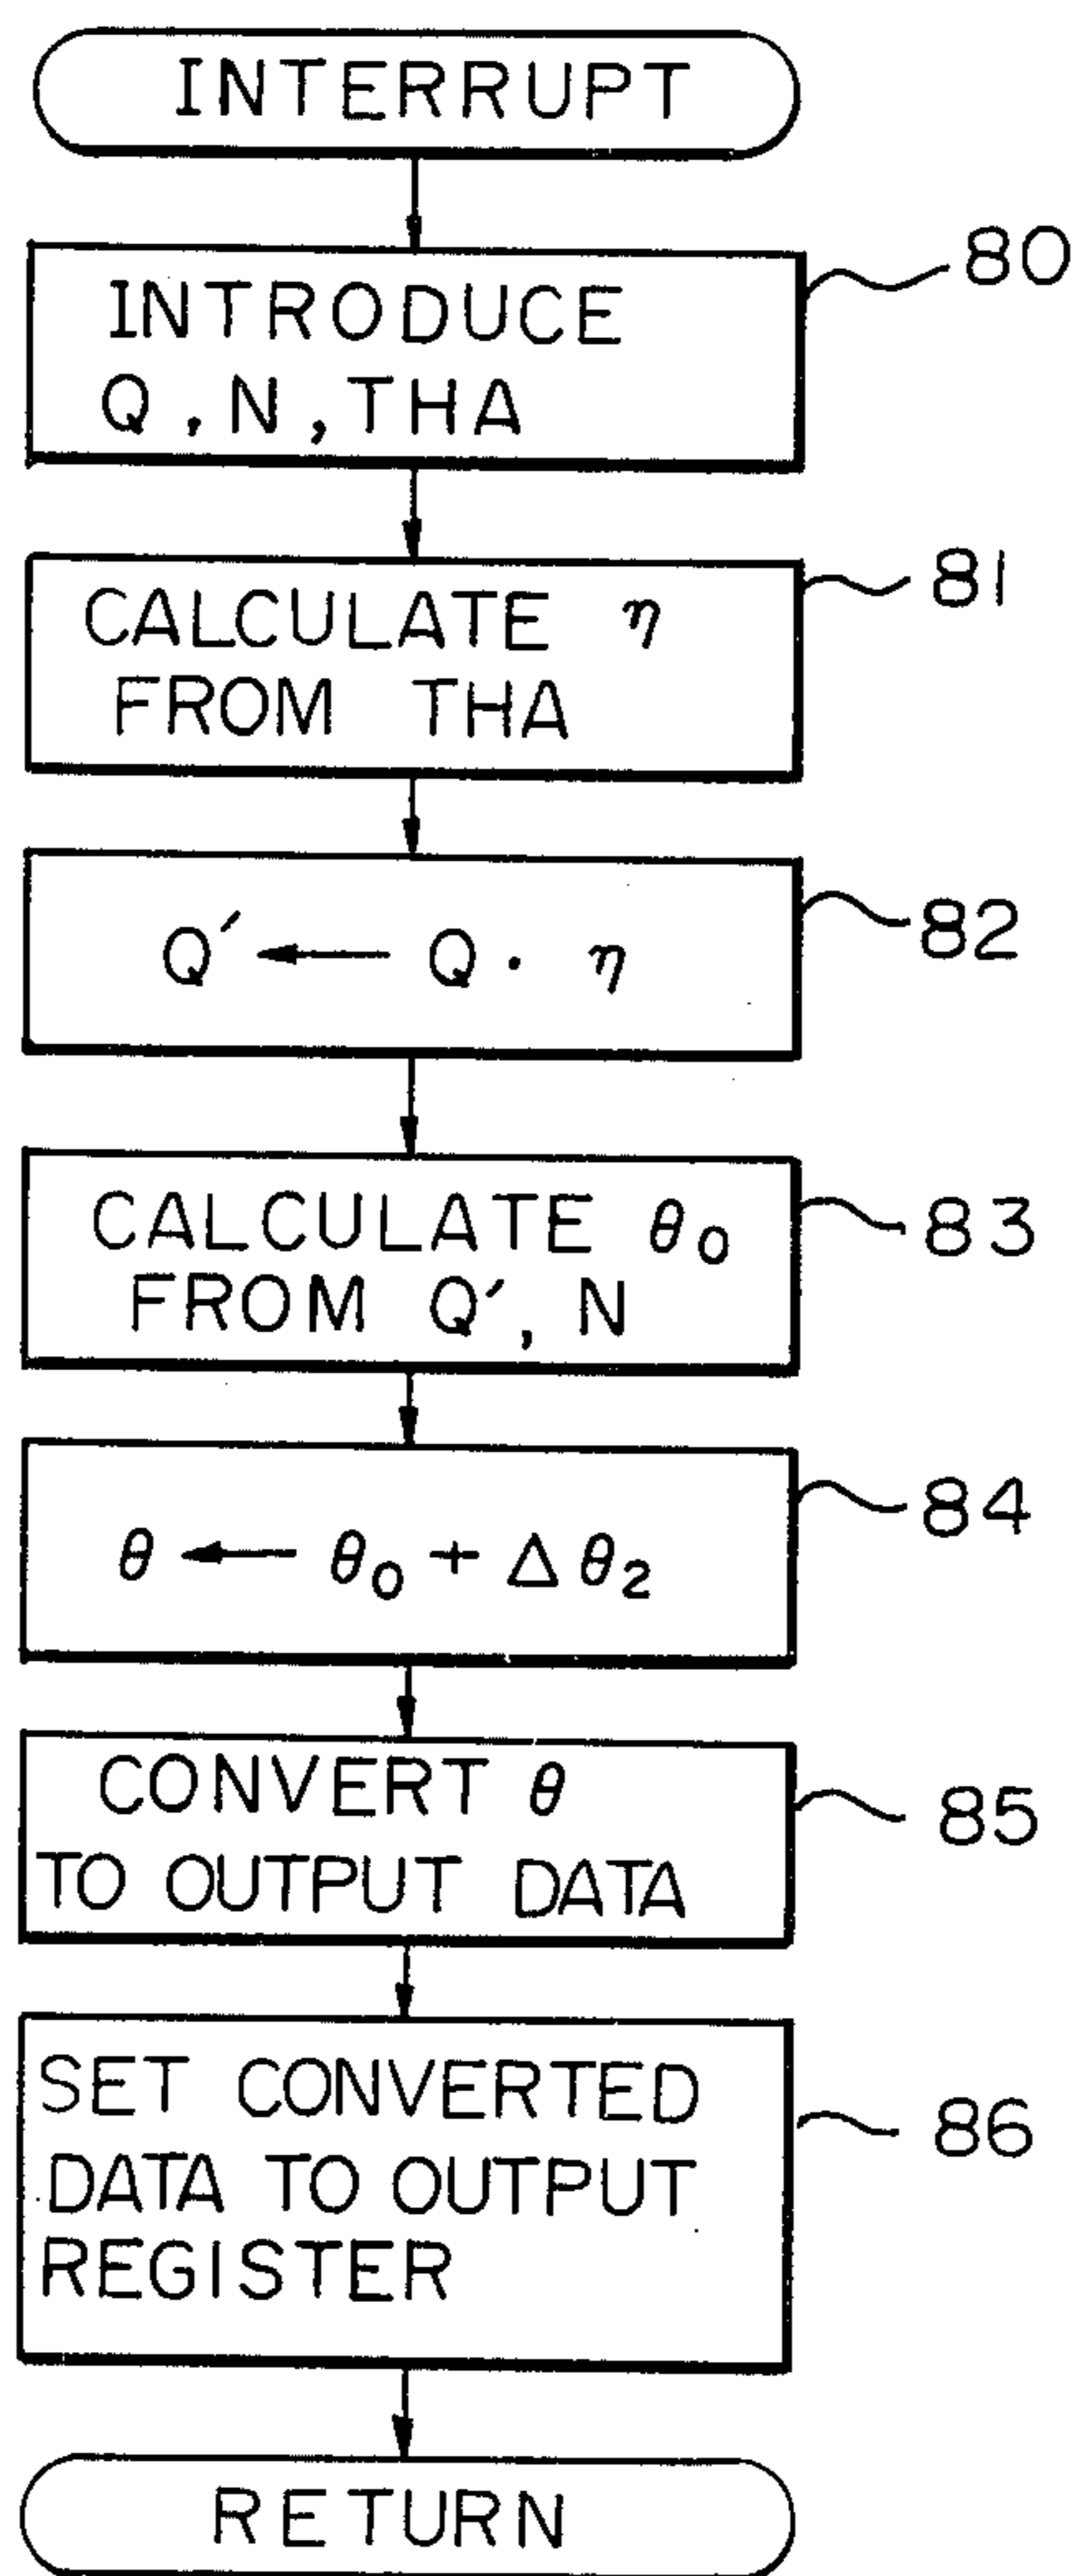 INTERRUPT
INTRODUCE
Q, N, THA
80
CALCULATE η
FROM THA
81
Q′ ← Q · η
82
CALCULATE θ₀
FROM Q′, N
83
θ ← θ₀ + Δθ₂
84
CONVERT θ
TO OUTPUT DATA
85
SET CONVERTED
DATA TO OUTPUT
REGISTER
86
RETURN